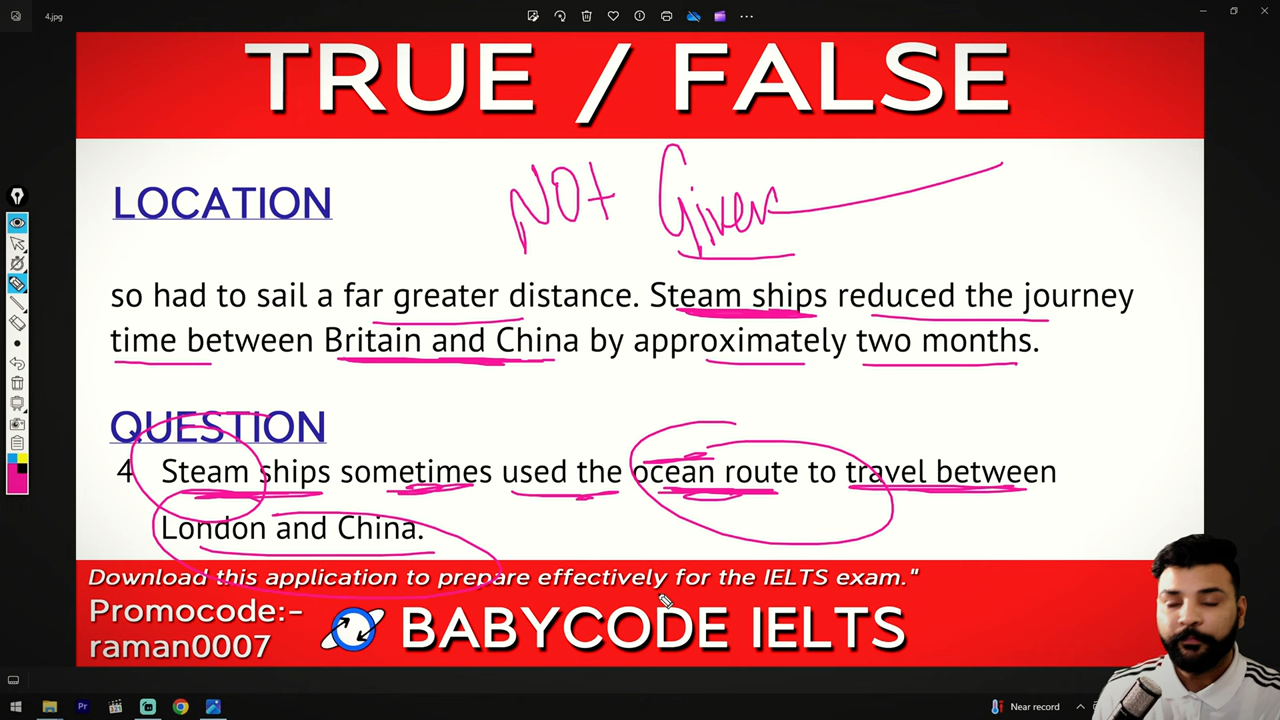 4.jpg
TRUE / FALSE
NOt Given
LOCATION
so had to sail a far greater distance. Steam ships reduced the journey
time between Britain and China by approximately two months.
QUESTION
4 Steam ships sometimes used the ocean route to travel between
London and China.
Download this application to prepare effectively for the IELTS exam."
Promocode:-
raman0007
BABYCODE IELTS
Pr
Near record